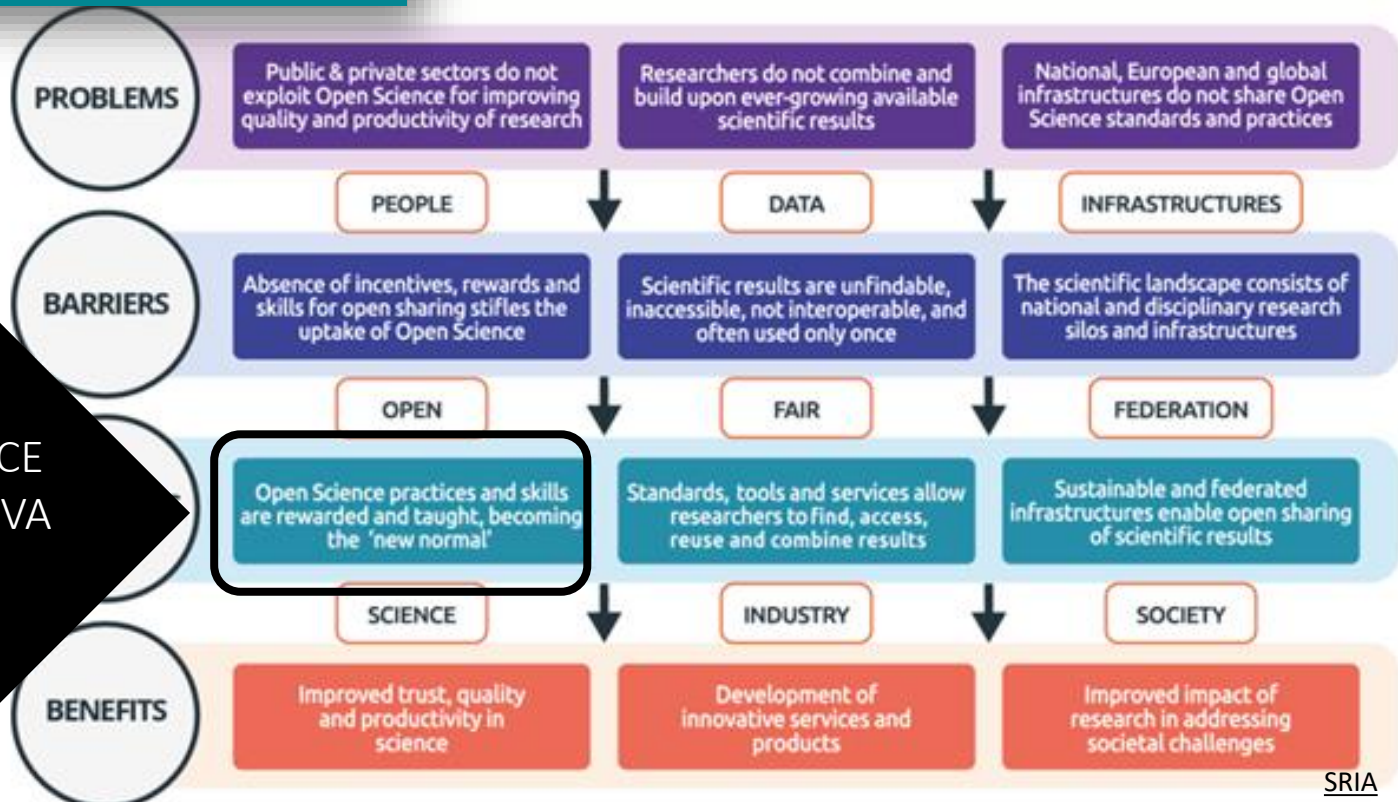 PROBLEMS
Public & private sectors do not
exploit Open Science for improving
quality and productivity of research
Researchers do not combine and
build upon ever-growing available
scientific results
National, European and global
infrastructures do not share Open
Science standards and practices
PEOPLE
DATA
INFRASTRUCTURES
BARRIERS
Absence of incentives, rewards and
skills for open sharing stifles the
uptake of Open Science
Scientific results are unfindable,
inaccessible, not interoperable, and
often used only once
The scientific landscape consists of
national and disciplinary research
silos and infrastructures
OPEN
FAIR
FEDERATION
CE
VA
Open Science practices and skills
are rewarded and taught, becoming
the 'new normal'
Standards, tools and services allow
researchers to find, access,
reuse and combine results
Sustainable and federated
infrastructures enable open sharing
of scientific results
SCIENCE
INDUSTRY
SOCIETY
BENEFITS
Improved trust, quality
and productivity in
science
Development of
innovative services and
products
Improved impact of
research in addressing
societal challenges
SRIA